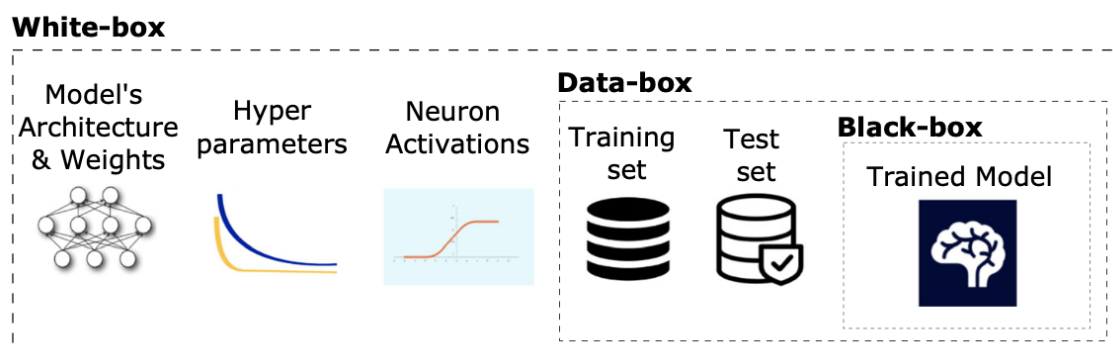 White-box
Model's
Architecture
& Weights
Hyper
parameters
Neuron
Activations
Data-box
Training
set
Test
set
Black-box
Trained Model